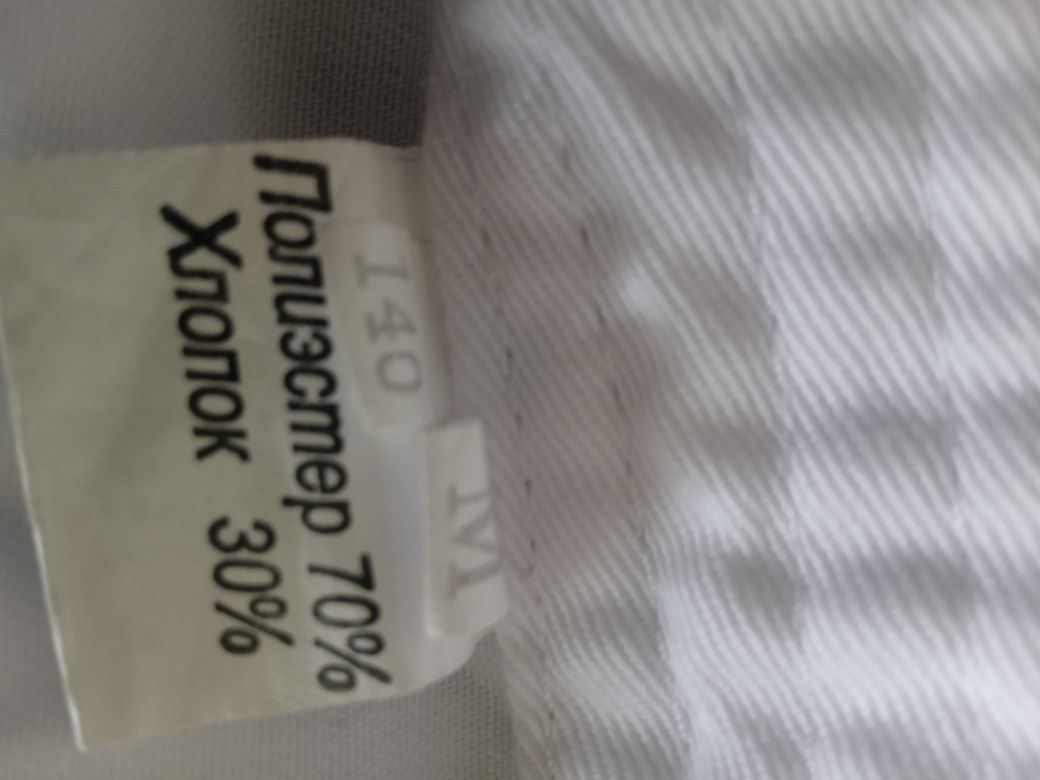 140
Полиэстер 70%
Хлопок 30%